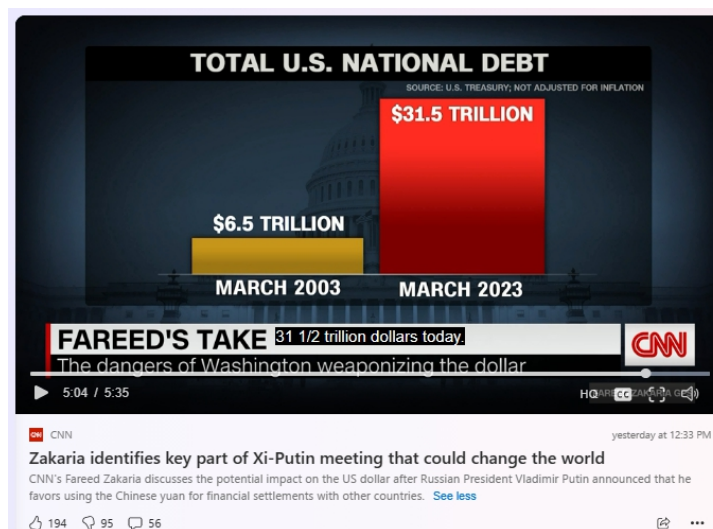 TOTAL U.S. NATIONAL DEBT
SOURCE: U.S. TREASURY; NOT ADJUSTED FOR INFLATION
$31.5 TRILLION
$6.5 TRILLION
MARCH 2003
MARCH 2023
FAREED'S TAKE
31 1/2 trillion dollars today.
CNN
The dangers of Washington weaponizing the dollar
5:04 / 5:35
HQ
CC
CNN
CNN
yesterday at 12:33 PM
Zakaria identifies key part of Xi-Putin meeting that could change the world
CNN's Fareed Zakaria discusses the potential impact on the US dollar after Russian President Vladimir Putin announced that he
favors using the Chinese yuan for financial settlements with other countries. See less
194
95
56